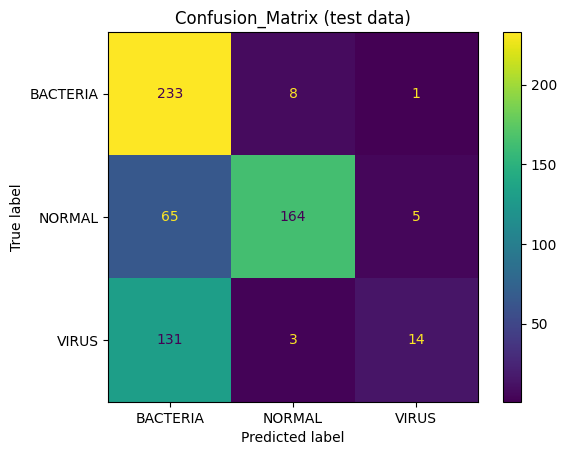 Confusion_Matrix (test data)
True label
BACTERIA
233 8 1
NORMAL
65 164 5
VIRUS
131 3 14
BACTERIA NORMAL VIRUS
Predicted label
200
150
100
50